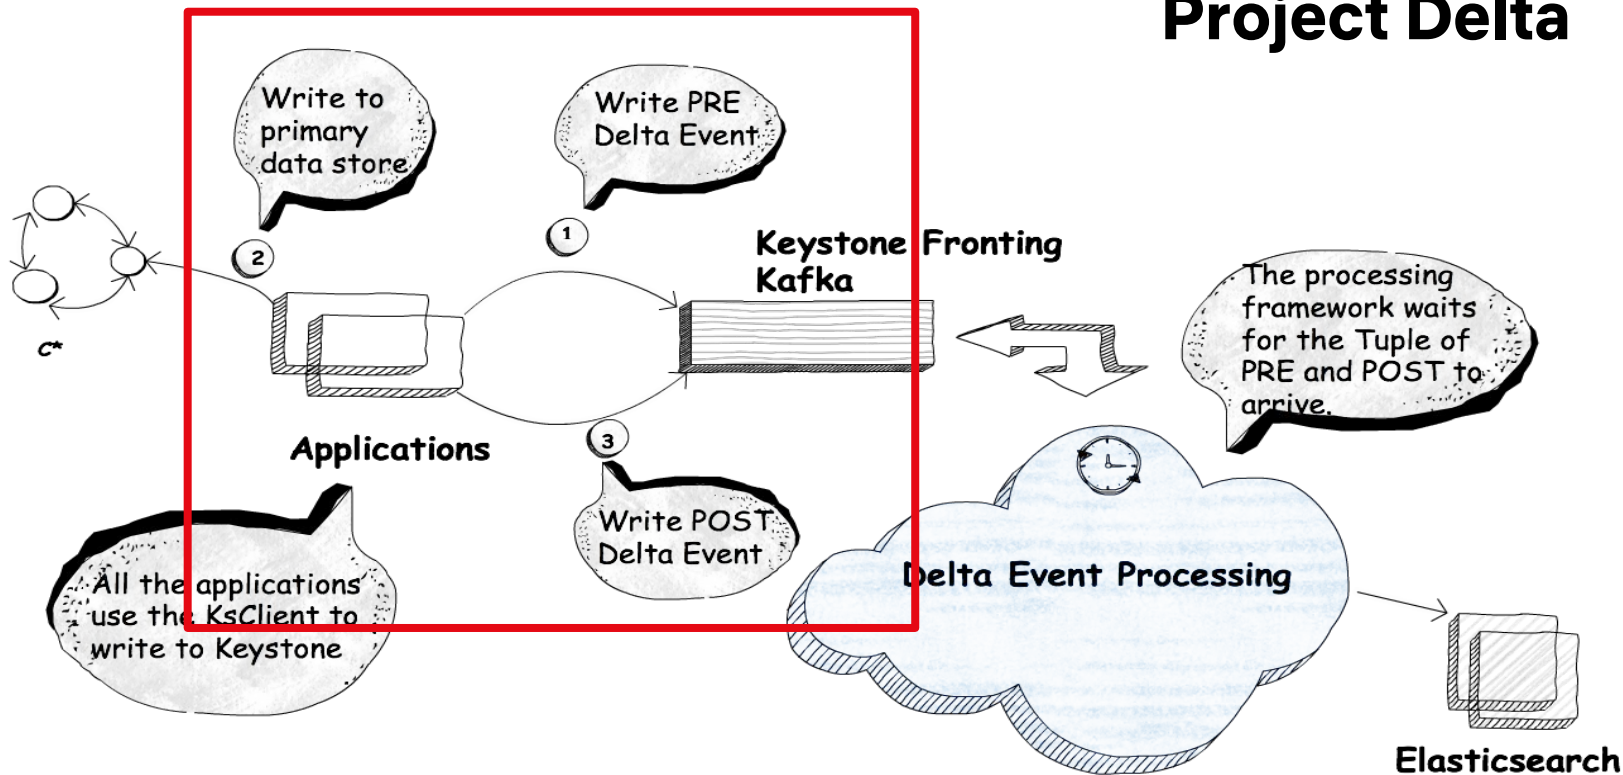 Project Delta
Write to
primary
data store
Write PRE
Delta Event
2
1
Keystone Fronting
Kafka
C*
The processing
framework waits
for the Tuple of
PRE and POST to
arrive.
Applications
3
Write POST
Delta Event
All the applications
use the KsClient to
write to Keystone
Delta Event Processing
Elasticsearch